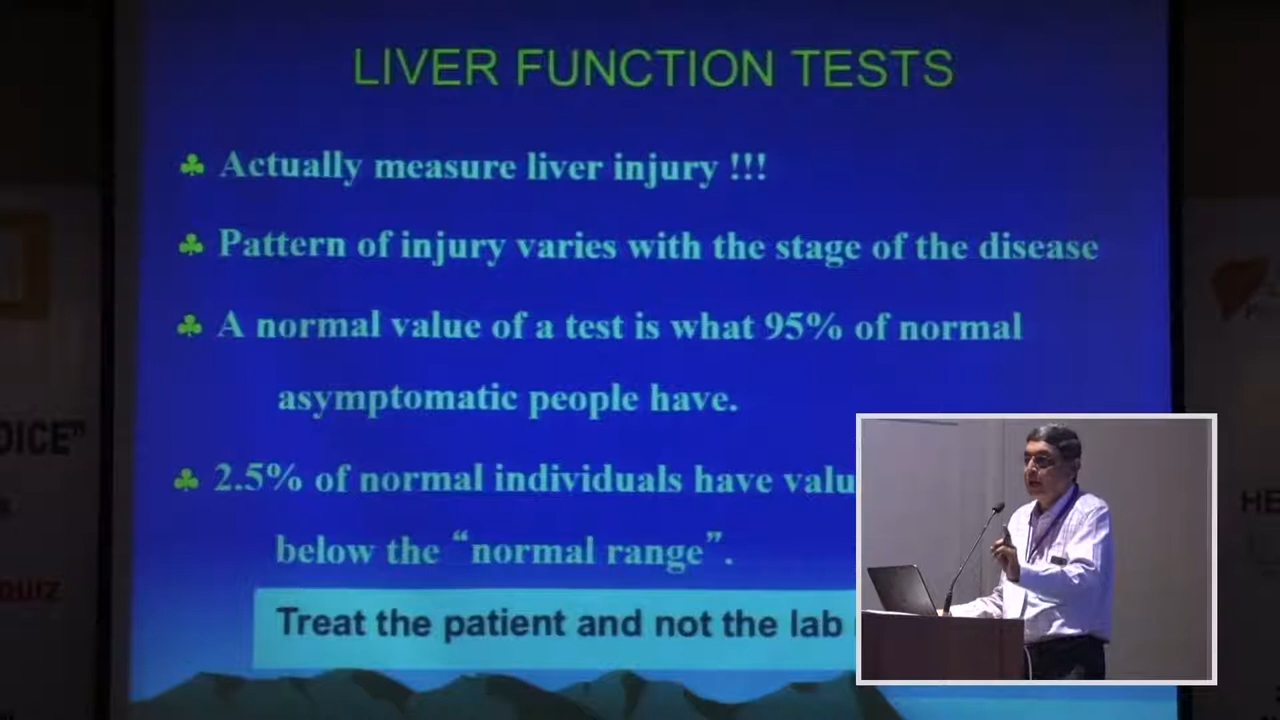 LIVER FUNCTION TESTS
Actually measure liver injury !!!
Pattern of injury varies with the stage of the disease
A normal value of a test is what 95% of normal
asymptomatic people have.
2.5% of normal individuals have valu
below the “normal range”.
Treat the patient and not the lab
OICE”
QUIZ
HE